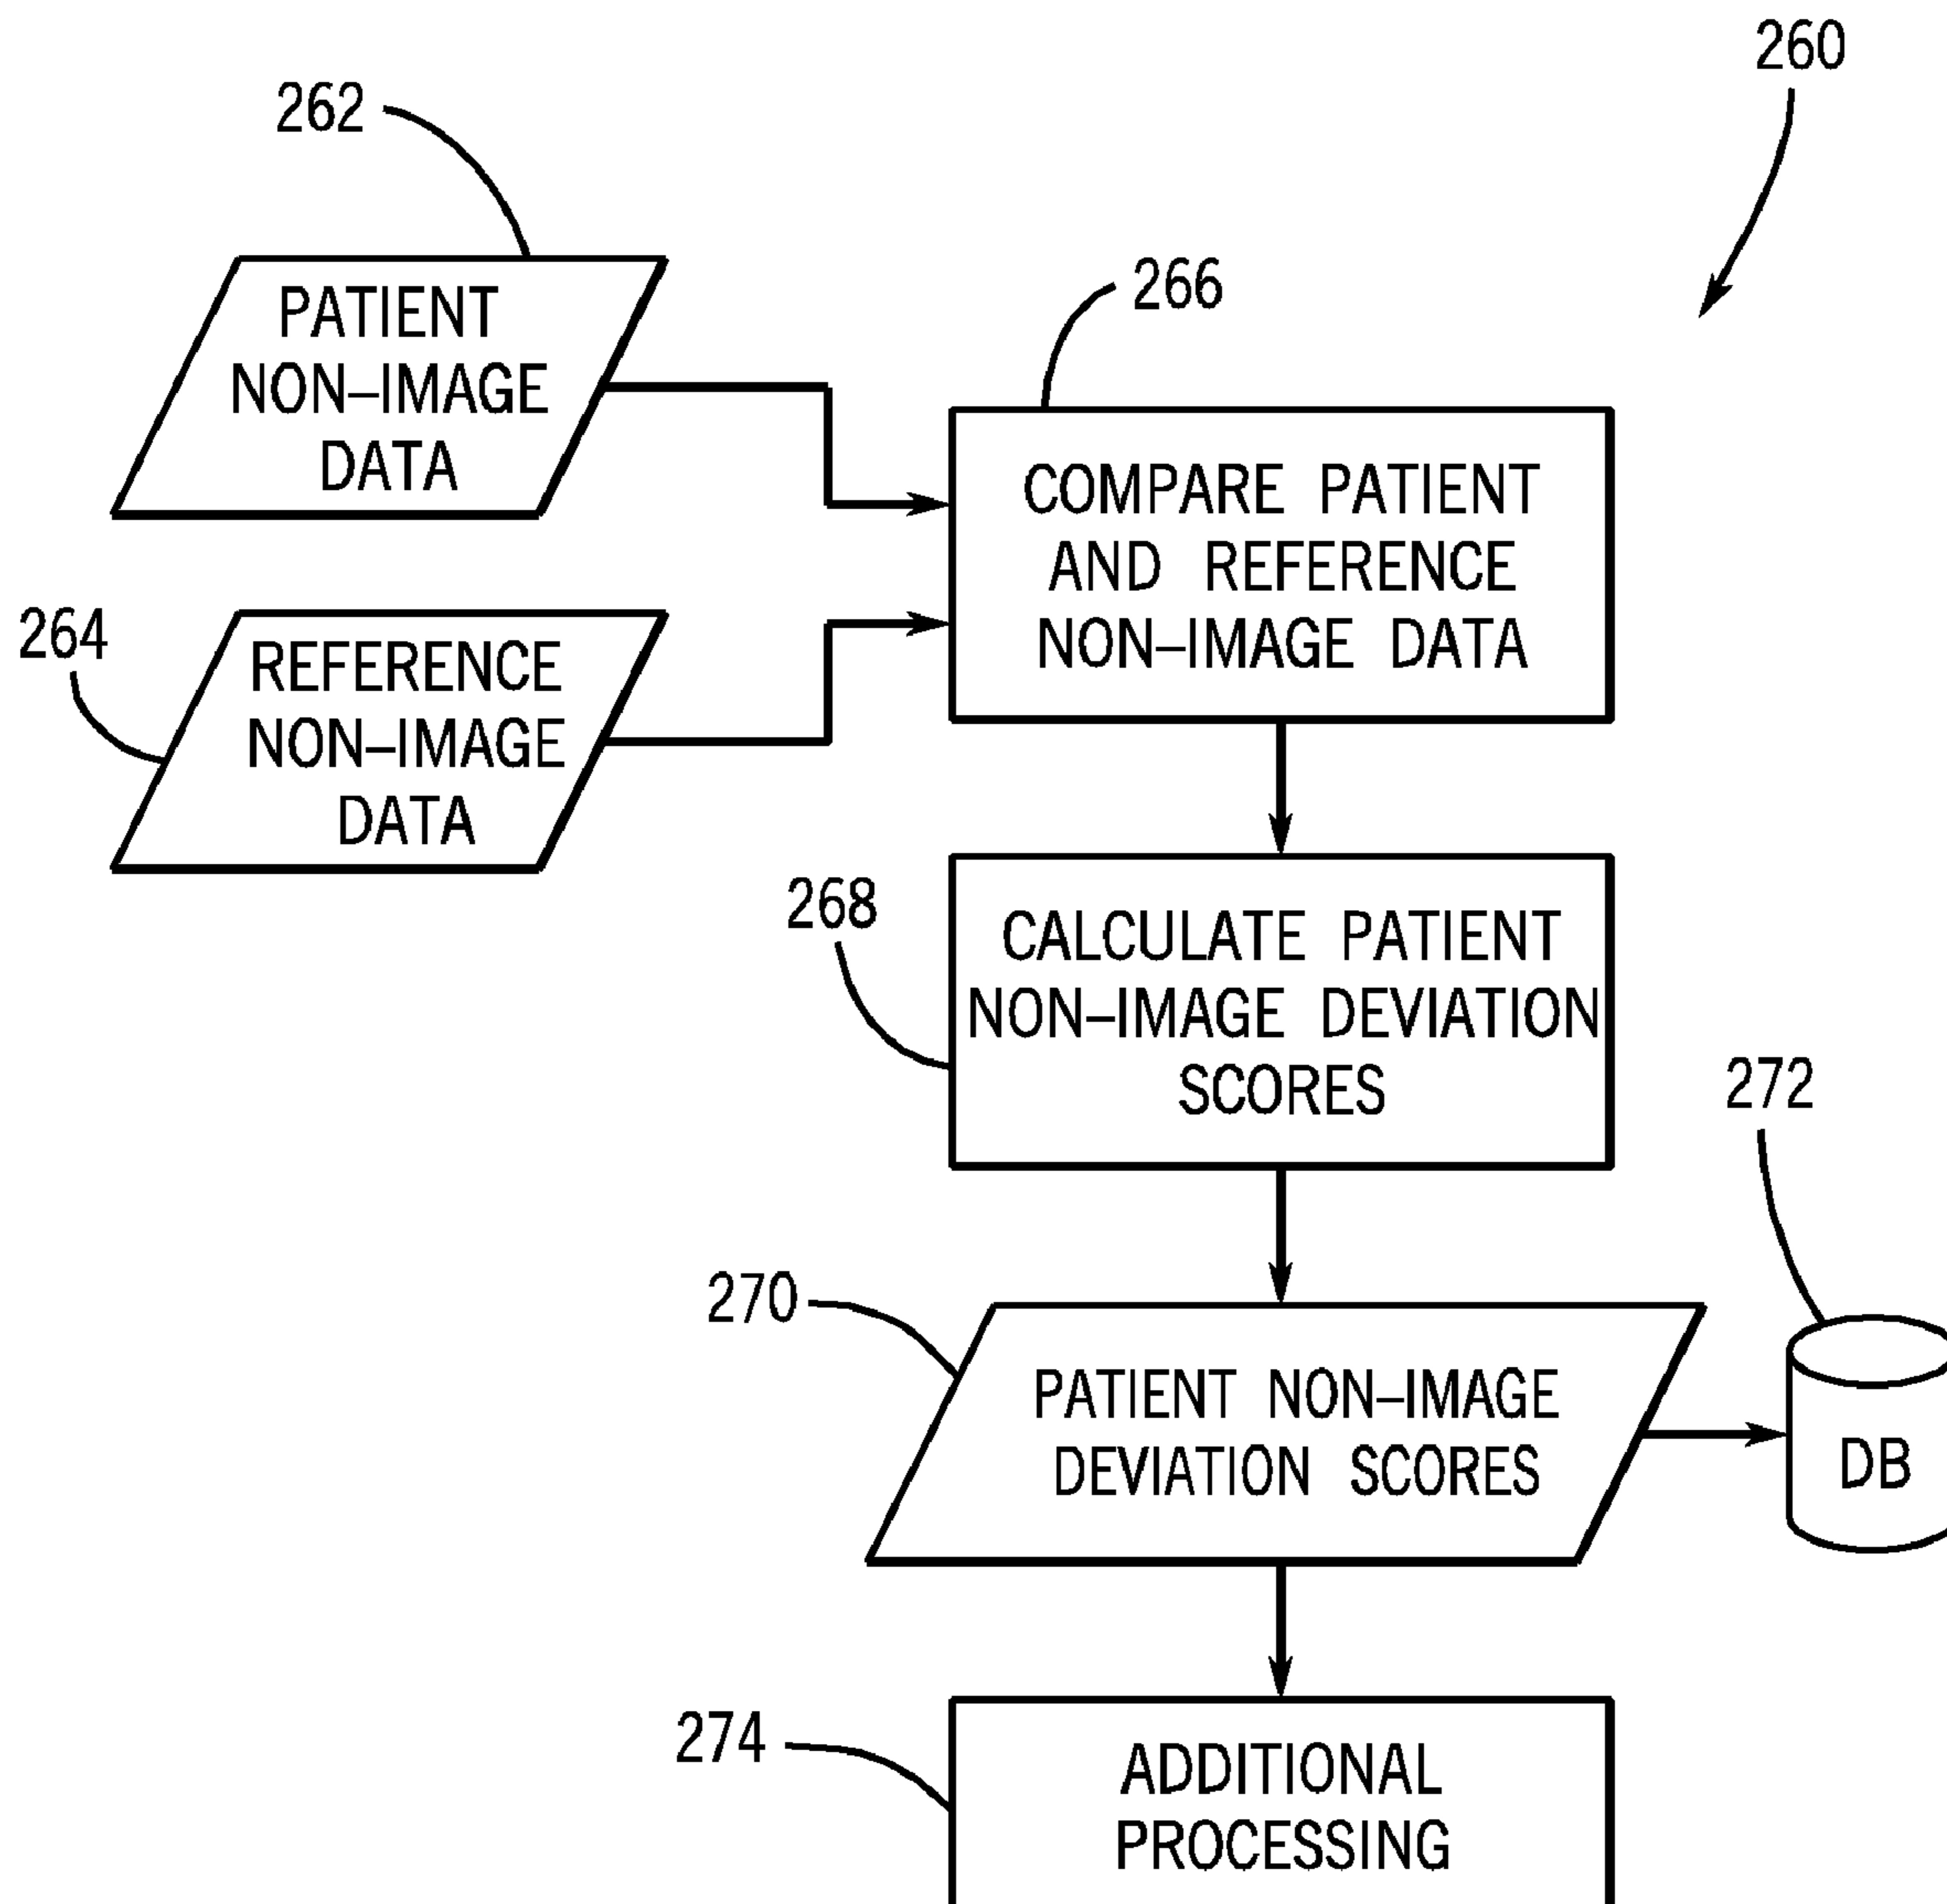 260
262
PATIENT
NON–IMAGE
DATA
266
COMPARE PATIENT
AND REFERENCE
NON–IMAGE DATA
264
REFERENCE
NON–IMAGE
DATA
268
CALCULATE PATIENT
NON–IMAGE DEVIATION
SCORES
272
270
PATIENT NON–IMAGE
DEVIATION SCORES
DB
274
ADDITIONAL
PROCESSING